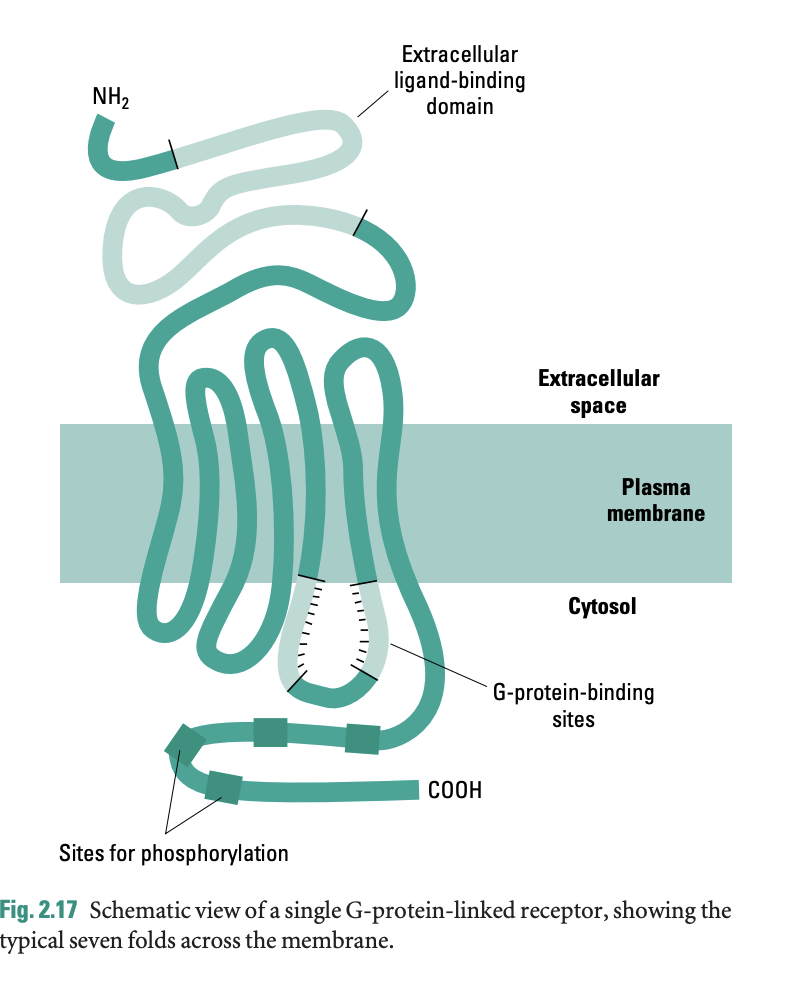 Extracellular
ligand-binding
domain
NH₂
Extracellular
space
Plasma
membrane
Cytosol
G-protein-binding
sites
COOH
Sites for phosphorylation
Fig. 2.17 Schematic view of a single G-protein-linked receptor, showing the
typical seven folds across the membrane.